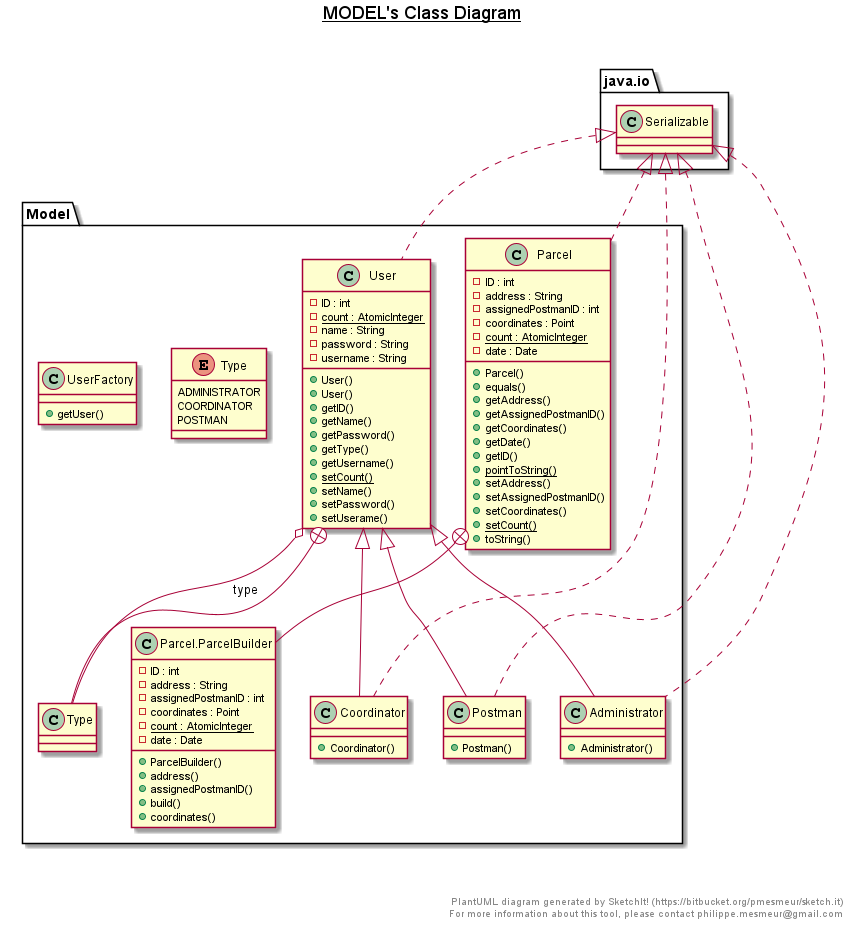 MODEL's Class Diagram
java.io
C Serializable
Model
C User
ID : int
count : AtomicInteger
name : String
password : String
username : String
User()
User()
getID()
getName()
getPassword()
getType()
getUsername()
setCount()
setName()
setPassword()
setUserame()
C Parcel
ID : int
address : String
assignedPostmanID : int
coordinates : Point
count : AtomicInteger
date : Date
Parcel()
equals()
getAddress()
getAssignedPostmanID()
getCoordinates()
getDate()
getID()
pointToString()
setAddress()
setAssignedPostmanID()
setCoordinates()
setCount()
toString()
C UserFactory
getUser()
E Type
ADMINISTRATOR
COORDINATOR
POSTMAN
type
C Type
C Parcel.ParcelBuilder
ID : int
address : String
assignedPostmanID : int
coordinates : Point
count : AtomicInteger
date : Date
ParcelBuilder()
address()
assignedPostmanID()
build()
coordinates()
C Coordinator
Coordinator()
C Postman
Postman()
C Administrator
Administrator()
PlantUML diagram generated by SketchIt! (https://bitbucket.org/pmesmeur/sketch.it)
For more information about this tool, please contact philippe.mesmeur@gmail.com